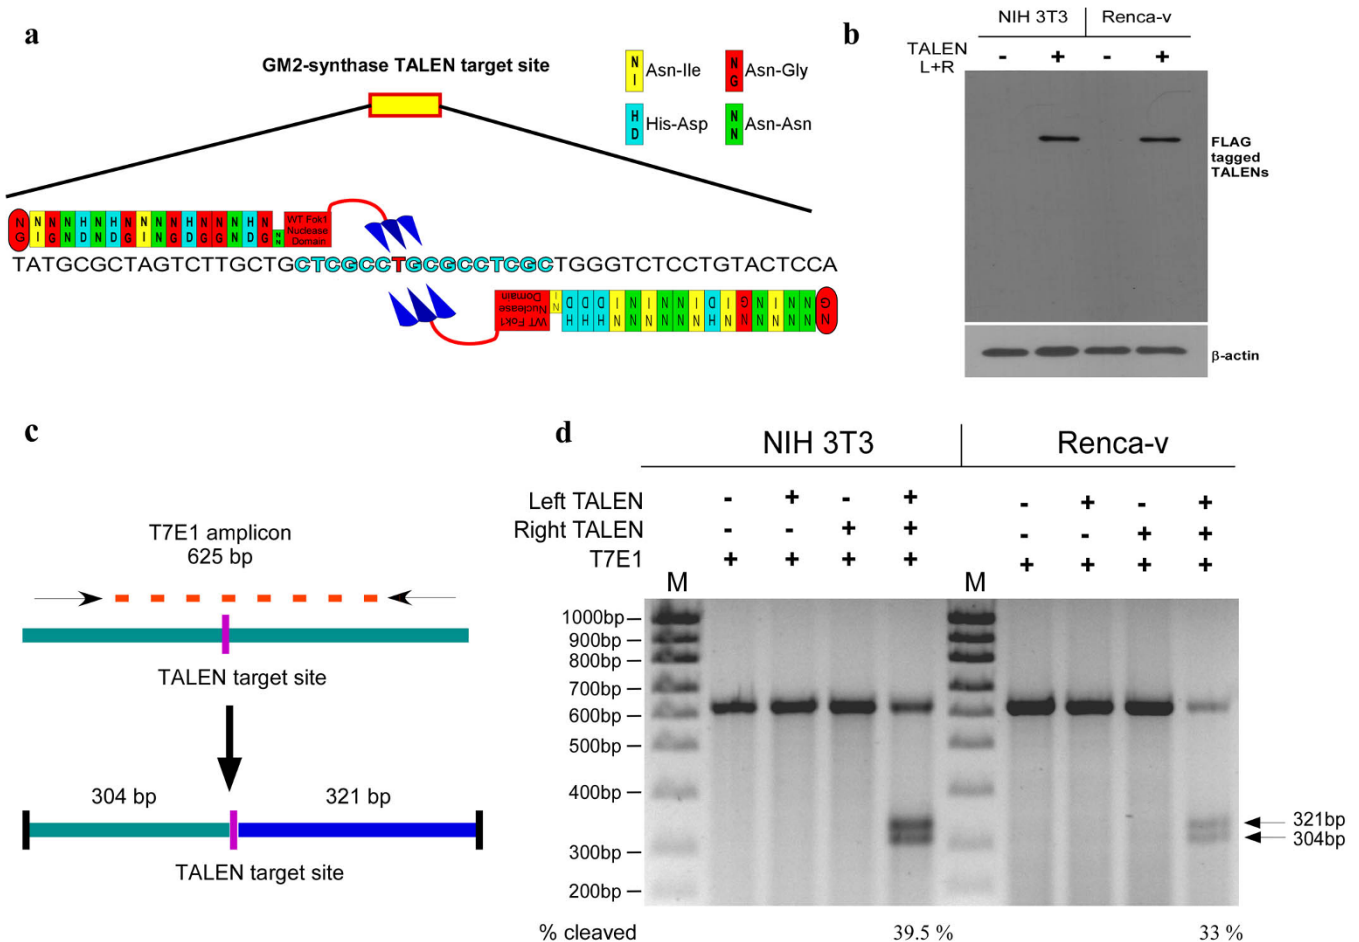 a
GM2-synthase TALEN target site
N I Asn-Ile
N G Asn-Gly
H D His-Asp
N N Asn-Asn
N N N N H N H N N N H N N N H N
G I G N D N D G I N G D G G N D G
N N
WT Fok1
Nuclease
Domain
TATGCGCTAGTCTTGCTGCTCGCCTGCGCCTCGCTGGGTCTCCTGTACTCCA
WT Fok1
Nuclease
Domain
b
NIH 3T3 Renca-v
TALEN
L+R
- + - +
FLAG
tagged
TALENs
β-actin
c
T7E1 amplicon
625 bp
TALEN target site
304 bp 321 bp
TALEN target site
d
NIH 3T3 Renca-v
Left TALEN - + - + - + - +
Right TALEN - - + + - - + +
T7E1 + + + + + + + +
M M
1000bp
900bp
800bp
700bp
600bp
500bp
400bp
300bp
200bp
321bp
304bp
% cleaved 39.5 % 33 %